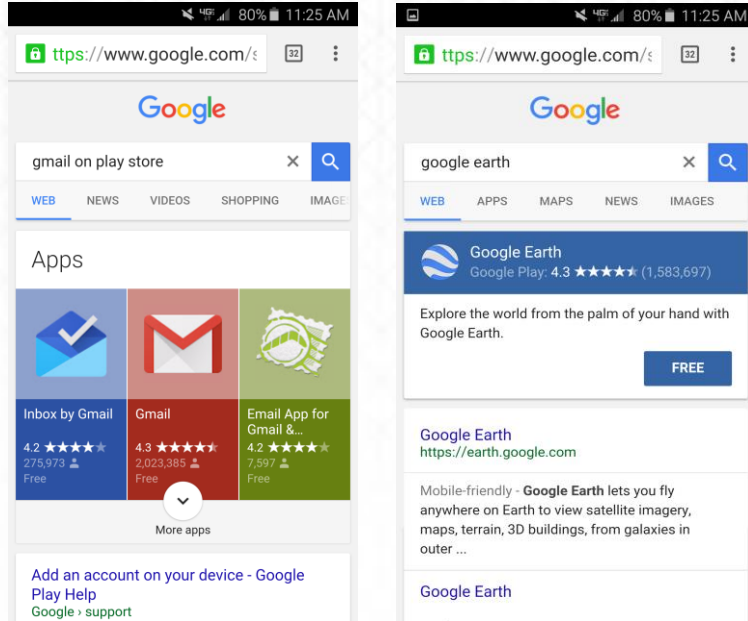 4G 80% 11:25 AM
ttps://www.google.com/s 32
Google
gmail on play store
WEB NEWS VIDEOS SHOPPING IMAGE
Apps
Inbox by Gmail
4.2
275,973
Free
Gmail
4.3
2,023,385
Free
Email App for
Gmail &...
4.2
7,597
Free
More apps
Add an account on your device - Google
Play Help
Google › support
4G 80% 11:25 AM
ttps://www.google.com/s 32
Google
google earth
WEB APPS MAPS NEWS IMAGES
Google Earth
Google Play: 4.3 ★★★★★ (1,583,697)
Explore the world from the palm of your hand with
Google Earth.
FREE
Google Earth
https://earth.google.com
Mobile-friendly - Google Earth lets you fly
anywhere on Earth to view satellite imagery,
maps, terrain, 3D buildings, from galaxies in
outer ...
Google Earth